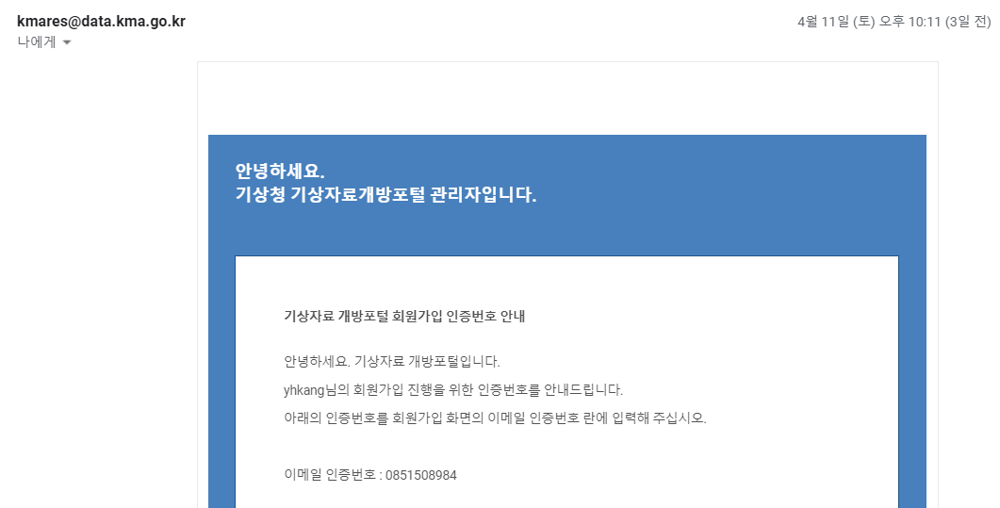 kmares@data.kma.go.kr
4월 11일 (토) 오후 10:11 (3일 전)
나에게
안녕하세요.
기상청 기상자료개방포털 관리자입니다.
기상자료 개방포털 회원가입 인증번호 안내
안녕하세요. 기상자료 개방포털입니다.
yhkang님의 회원가입 진행을 위한 인증번호를 안내드립니다.
아래의 인증번호를 회원가입 화면의 이메일 인증번호 란에 입력해 주십시오.
이메일 인증번호 : 0851508984